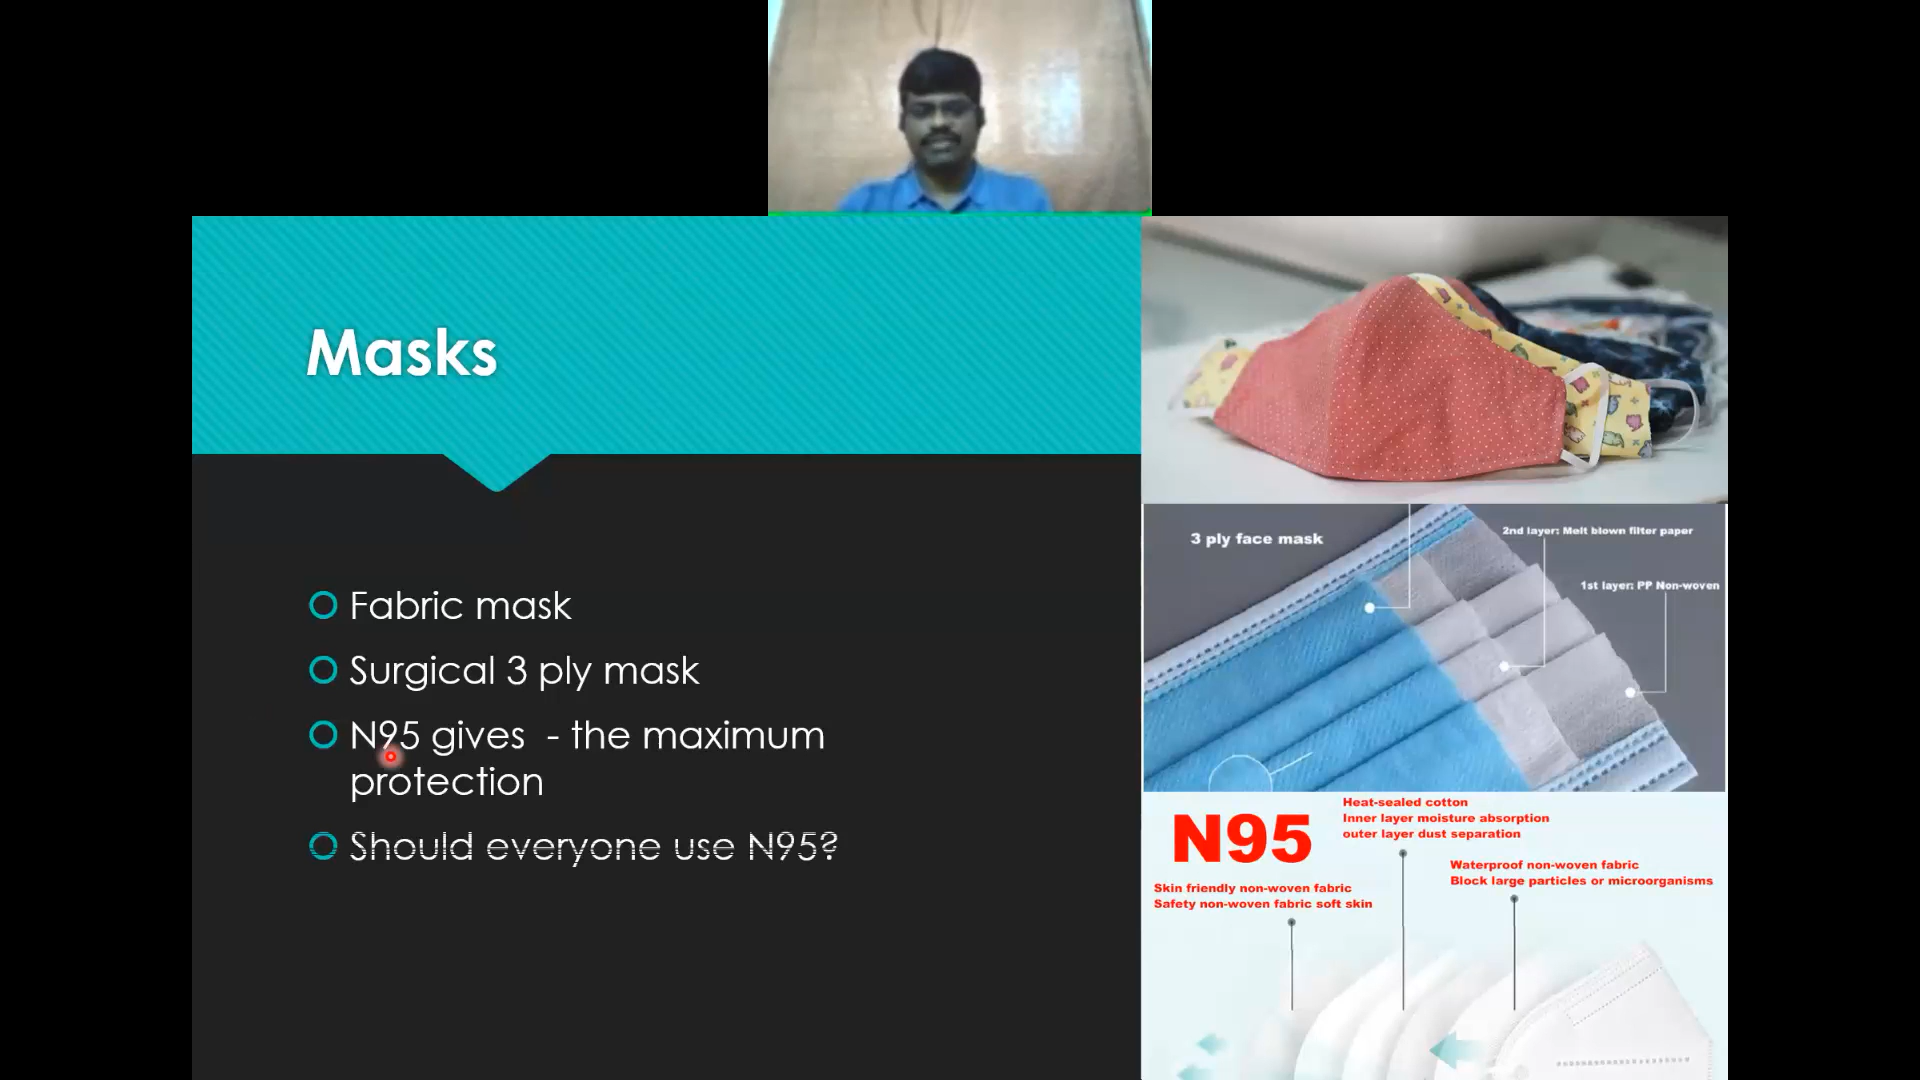 Masks
Fabric mask
Surgical 3 ply mask
N95 gives - the maximum
protection
Should everyone use N95?
3 ply face mask
2nd layer: Melt blown filter paper
1st layer: PP Non-woven
N95
Heat-sealed cotton
Inner layer moisture absorption
outer layer dust separation
Waterproof non-woven fabric
Block large particles or microorganisms
Skin friendly non-woven fabric
Safety non-woven fabric soft skin